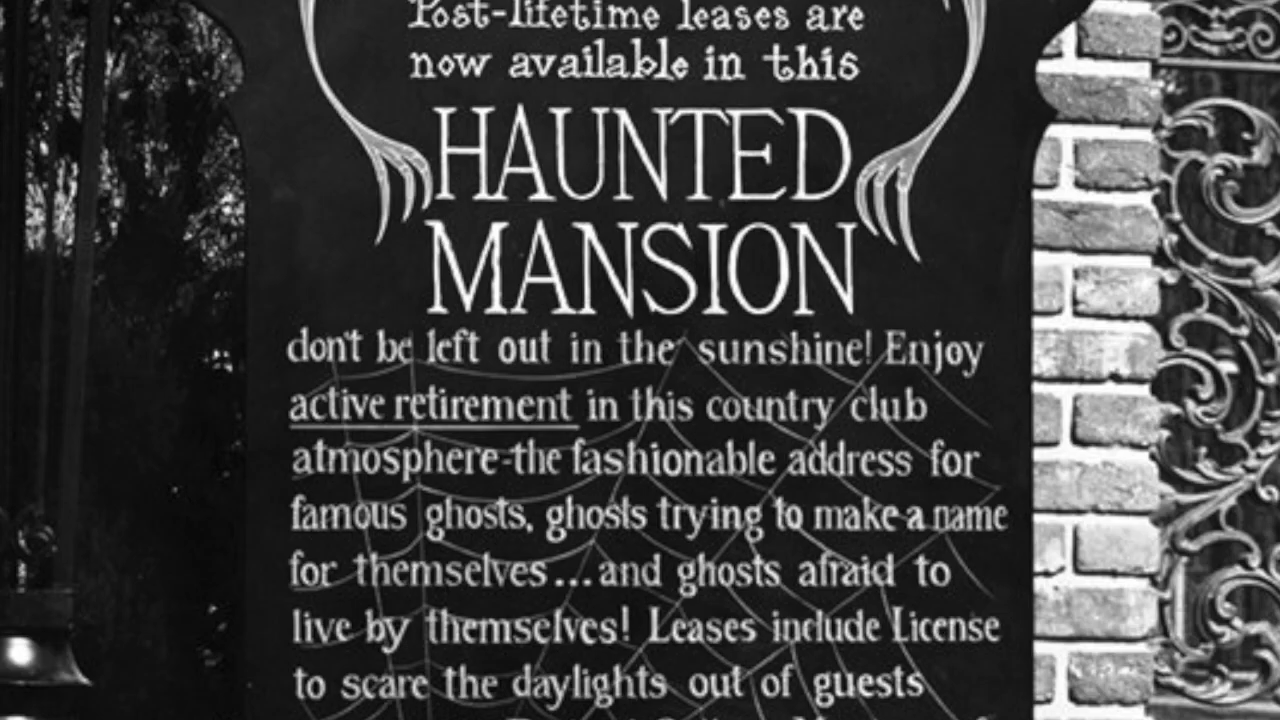 Post-lifetime leases are
now available in this
HAUNTED
MANSION
don't be left out in the sunshine! Enjoy
active retirement in this country club
atmosphere-the fashionable address for
famous ghosts, ghosts trying to make a name
for themselves...and ghosts afraid to
live by themselves! Leases include License
to scare the daylights out of guests